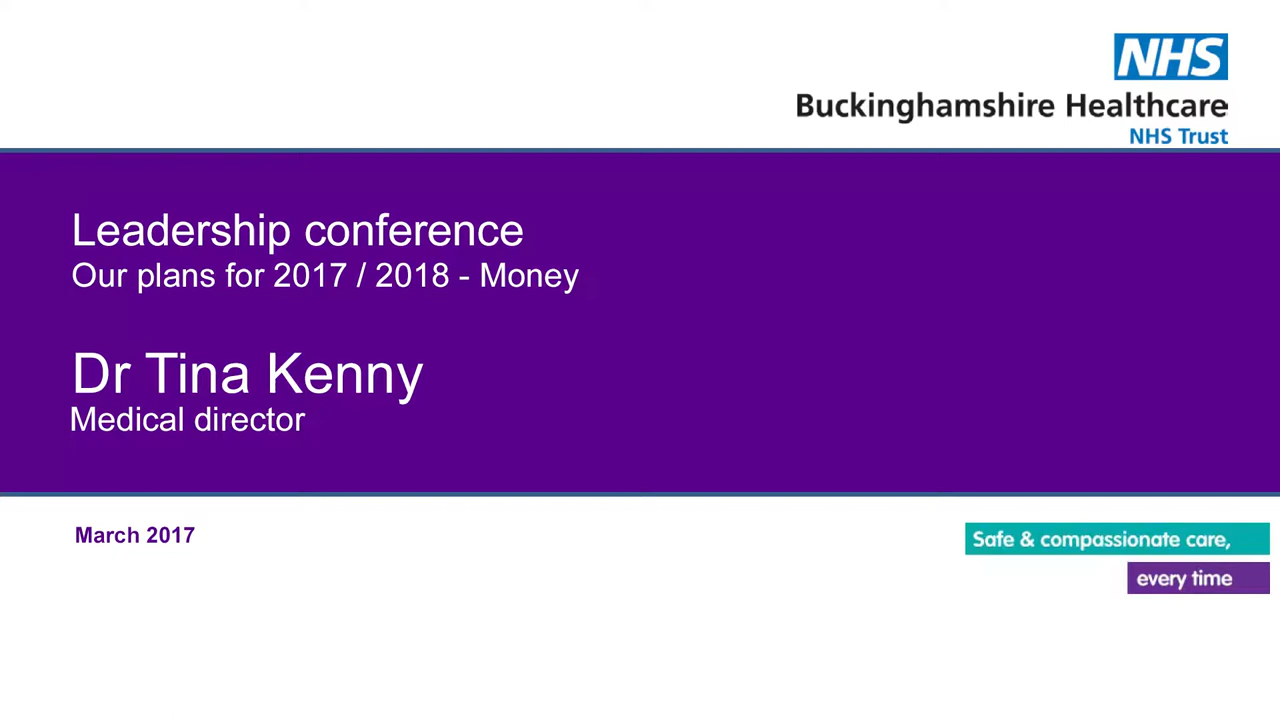 NHS
Buckinghamshire Healthcare
NHS Trust
Leadership conference
Our plans for 2017 / 2018 - Money
Dr Tina Kenny
Medical director
March 2017
Safe & compassionate care,
every time